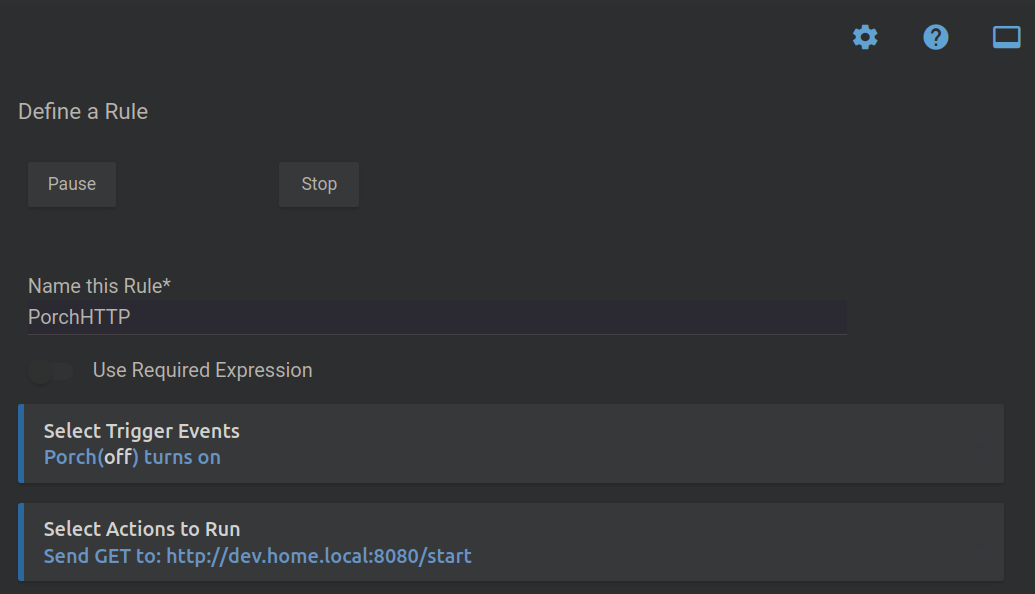 Define a Rule
Pause Stop
Name this Rule*
PorchHTTP
Use Required Expression
Select Trigger Events
Porch(off) turns on
Select Actions to Run
Send GET to: http://dev.home.local:8080/start